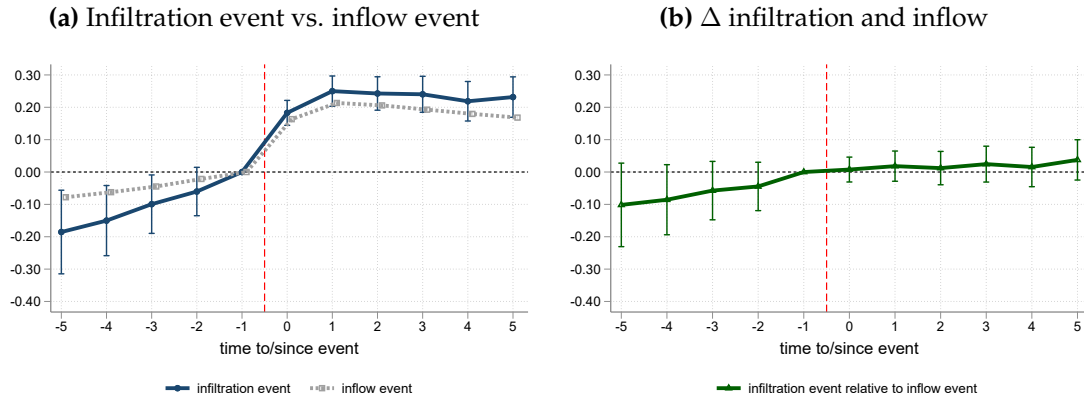 (a) Infiltration event vs. inflow event
0.30
0.20
0.10
0.00
-0.10
-0.20
-0.30
-0.40
-5 -4 -3 -2 -1 0 1 2 3 4 5
time to/since event
infiltration event inflow event
(b) Δ infiltration and inflow
0.30
0.20
0.10
0.00
-0.10
-0.20
-0.30
-0.40
-5 -4 -3 -2 -1 0 1 2 3 4 5
time to/since event
infiltration event relative to inflow event